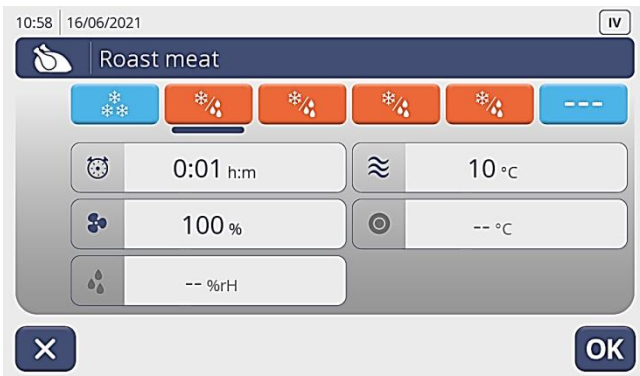 10:58 16/06/2021 IV
Roast meat
---
0:01 h:m 10 °C
100 % -- °C
-- %rH
OK